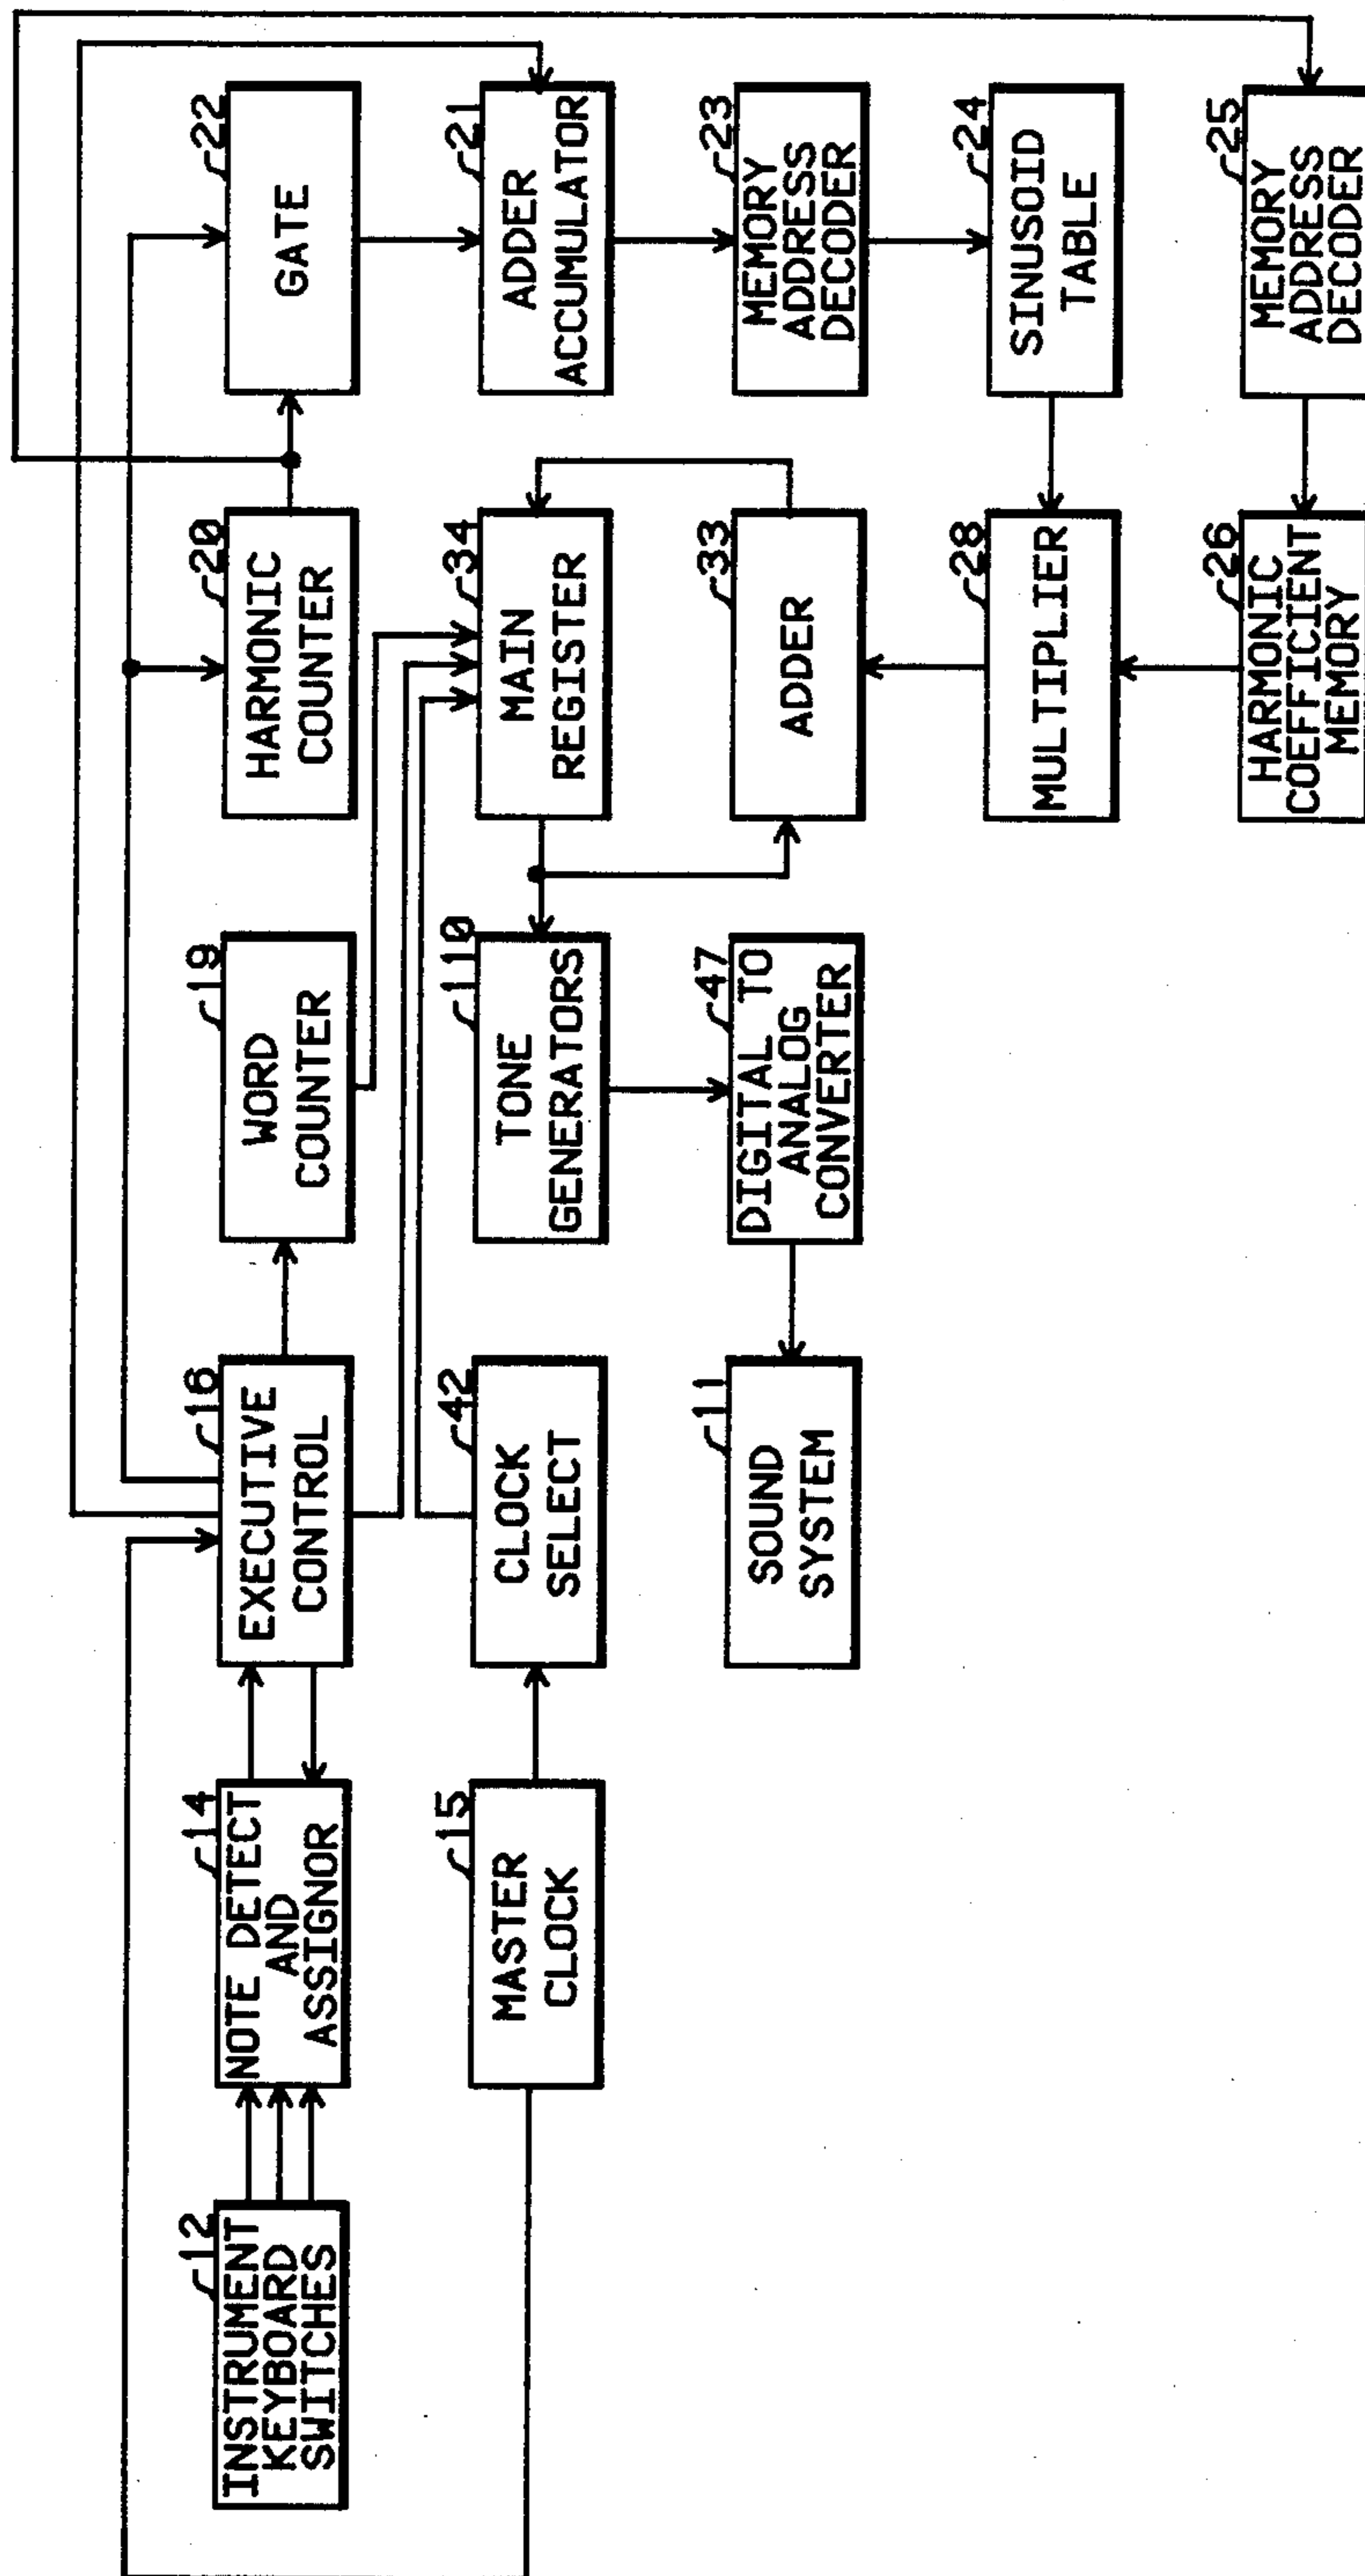 12
INSTRUMENT
KEYBOARD
SWITCHES
14
NOTE DETECT
AND
ASSIGNOR
16
EXECUTIVE
CONTROL
19
WORD
COUNTER
20
HARMONIC
COUNTER
22
GATE
15
MASTER
CLOCK
42
CLOCK
SELECT
110
TONE
GENERATORS
34
MAIN
REGISTER
21
ADDER
ACCUMULATOR
11
SOUND
SYSTEM
47
DIGITAL TO
ANALOG
CONVERTER
33
ADDER
23
MEMORY
ADDRESS
DECODER
28
MULTIPLIER
24
SINUSOID
TABLE
26
HARMONIC
COEFFICIENT
MEMORY
25
MEMORY
ADDRESS
DECODER